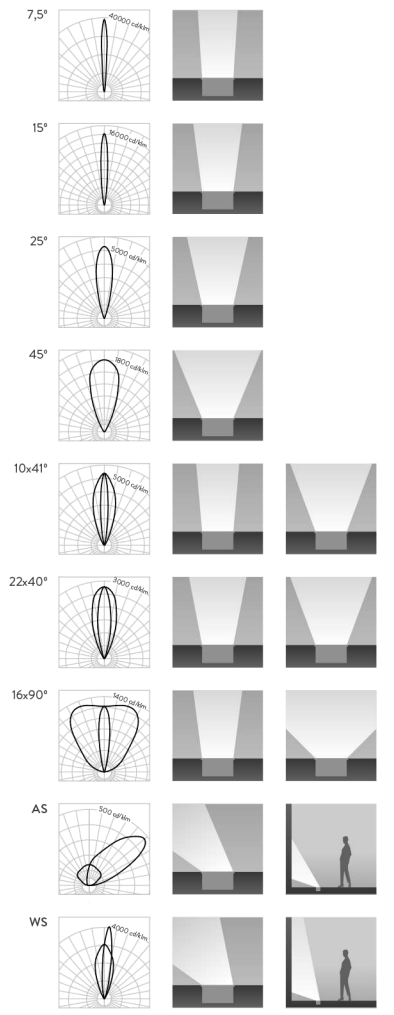 7,5°
40000 cd/klm
15°
16000 cd/klm
25°
5000 cd/klm
45°
1800 cd/klm
10x41°
5000 cd/klm
22x40°
3000 cd/klm
16x90°
1400 cd/klm
AS
500 cd/klm
WS
4000 cd/klm